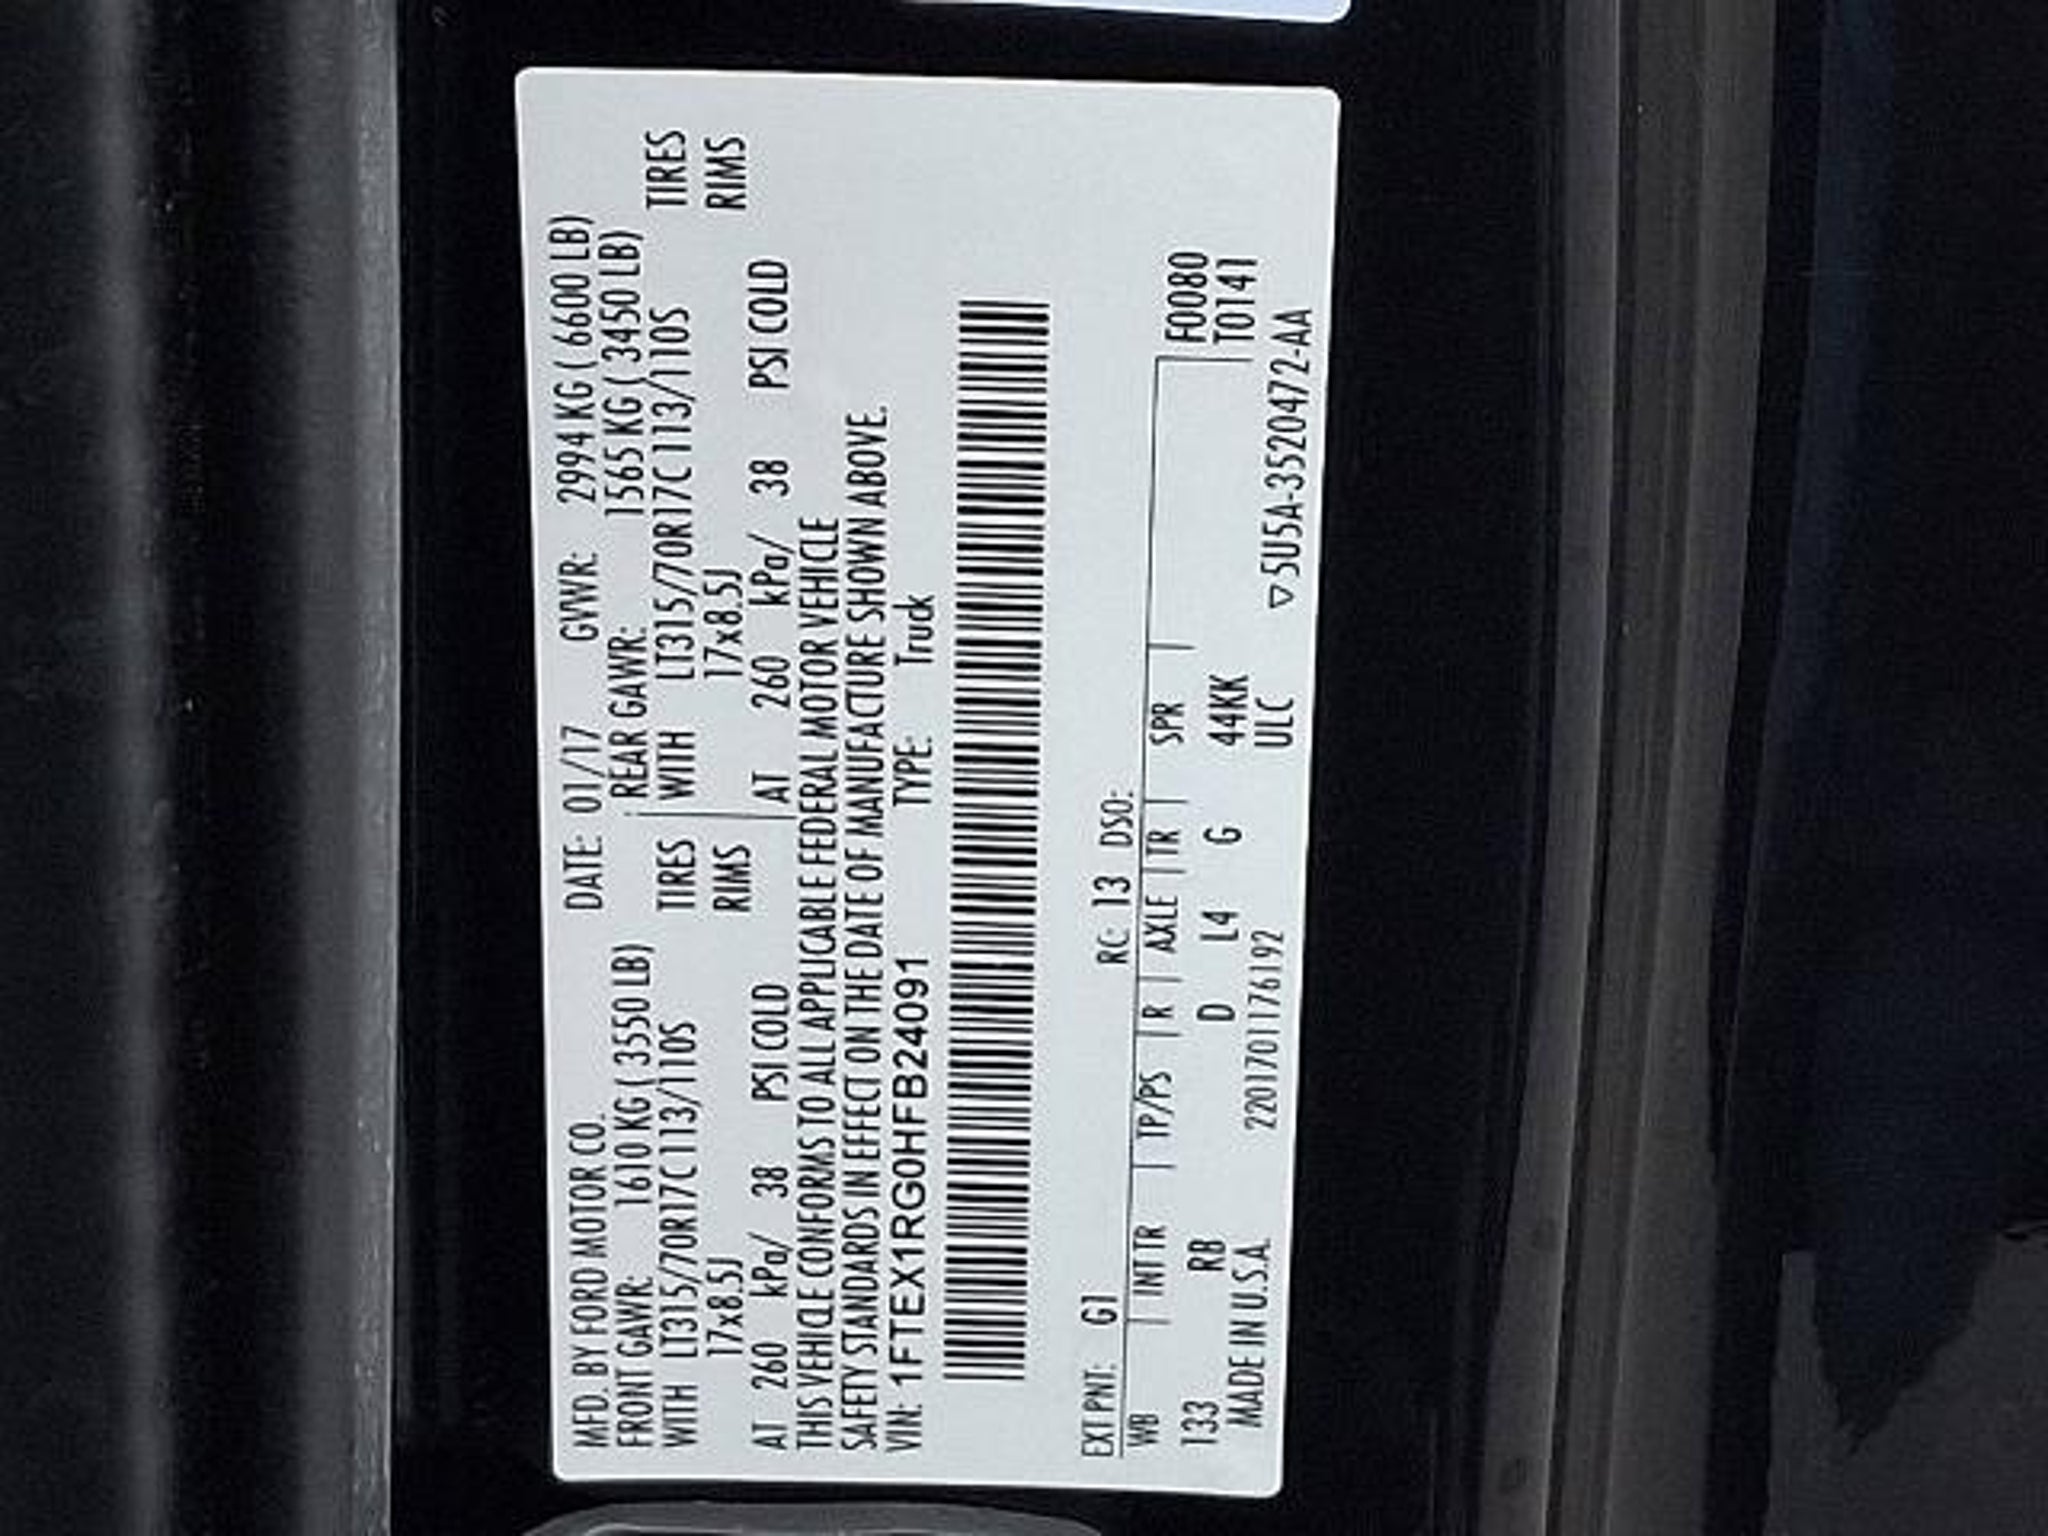 MFD. BY FORD MOTOR CO. DATE: 01/17 GVWR: 2994 KG ( 6600 LB)
FRONT GAWR: 1610 KG ( 3550 LB) REAR GAWR: 1565 KG ( 3450 LB)
WITH LT315/70R17C113/110S TIRES WITH LT315/70R17C113/110S TIRES
17x8.5J RIMS 17x8.5J RIMS
AT 260 kPa/ 38 PSI COLD AT 260 kPa/ 38 PSI COLD
THIS VEHICLE CONFORMS TO ALL APPLICABLE FEDERAL MOTOR VEHICLE
SAFETY STANDARDS IN EFFECT ON THE DATE OF MANUFACTURE SHOWN ABOVE.
VIN: 1FTEX1RG0HFB24091 TYPE: Truck
EXT PNT: G1 RC: 13 DSO:
WB | INT TR | TP/PS | R | AXLE | TR | SPR | F0080
133 RB D L4 G 44KK T0141
MADE IN U.S.A. 2201701176192 ULC
▽5U5A-3520472-AA